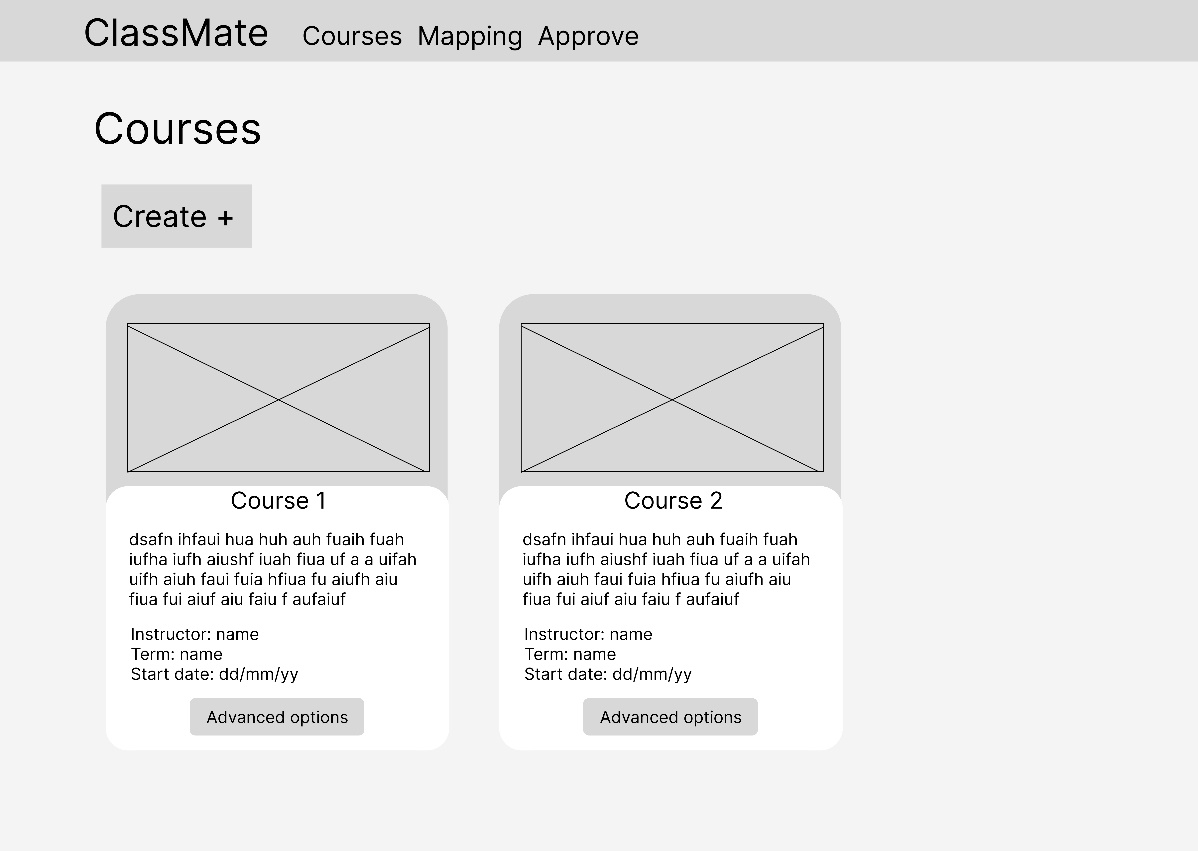 ClassMate Courses Mapping Approve
Courses
Create +
Course 1
dsafn ihfaui hua huh auh fuaih fuah
iufha iufh aiushf iuah fiua uf a a uifah
uifh aiuh faui fuia hfiua fu aiufh aiu
fiua fui aiuf aiu faiu f aufaiuf
Instructor: name
Term: name
Start date: dd/mm/yy
Advanced options
Course 2
dsafn ihfaui hua huh auh fuaih fuah
iufha iufh aiushf iuah fiua uf a a uifah
uifh aiuh faui fuia hfiua fu aiufh aiu
fiua fui aiuf aiu faiu f aufaiuf
Instructor: name
Term: name
Start date: dd/mm/yy
Advanced options